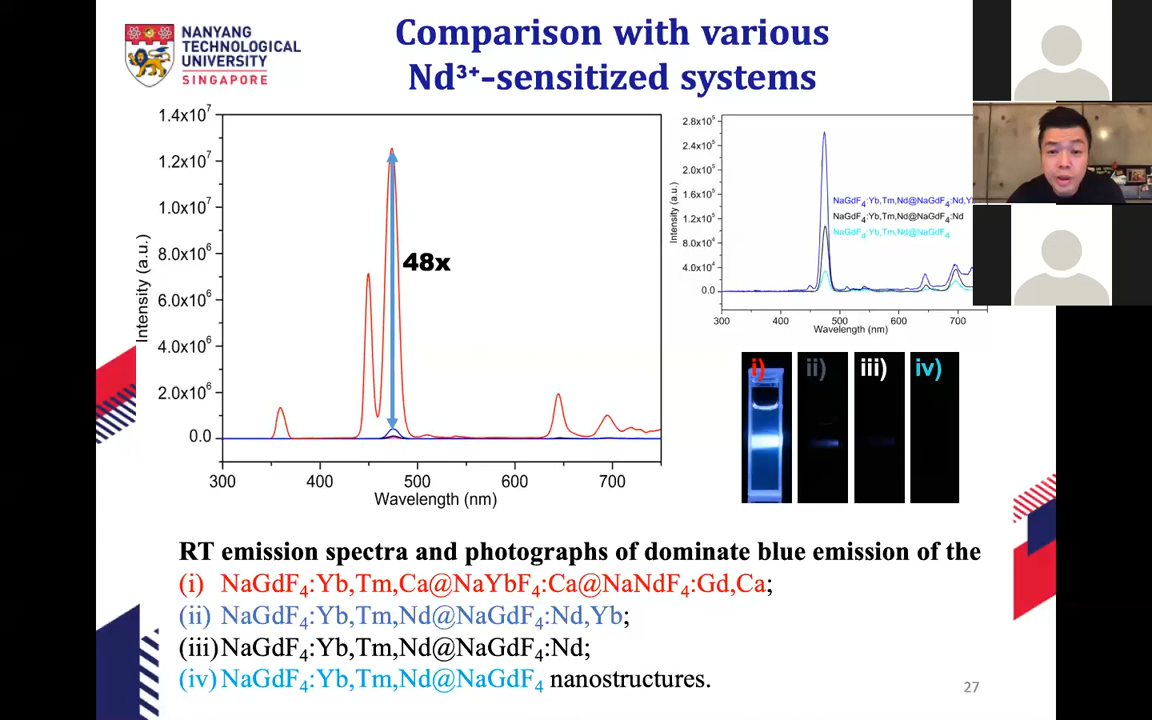 NANYANG
TECHNOLOGICAL
UNIVERSITY
SINGAPORE
Comparison with various
Nd³⁺-sensitized systems
1.4x10⁷
1.2x10⁷
1.0x10⁷
8.0x10⁶
6.0x10⁶
4.0x10⁶
2.0x10⁶
0.0
Intensity (a.u.)
48x
300 400 500 600 700
Wavelength (nm)
2.8x10⁵
2.4x10⁵
2.0x10⁵
1.6x10⁵
1.2x10⁵
8.0x10⁴
4.0x10⁴
0.0
Intensity (a.u.)
NaGdF₄:Yb,Tm,Nd@NaGdF₄:Nd,Y
NaGdF₄:Yb,Tm,Nd@NaGdF₄:Nd
NaGdF₄:Yb,Tm,Nd@NaGdF₄
300 400 500 600 700
Wavelength (nm)
i) ii) iii) iv)
RT emission spectra and photographs of dominate blue emission of the
(i) NaGdF₄:Yb,Tm,Ca@NaYbF₄:Ca@NaNdF₄:Gd,Ca;
(ii) NaGdF₄:Yb,Tm,Nd@NaGdF₄:Nd,Yb;
(iii)NaGdF₄:Yb,Tm,Nd@NaGdF₄:Nd;
(iv) NaGdF₄:Yb,Tm,Nd@NaGdF₄ nanostructures.
27